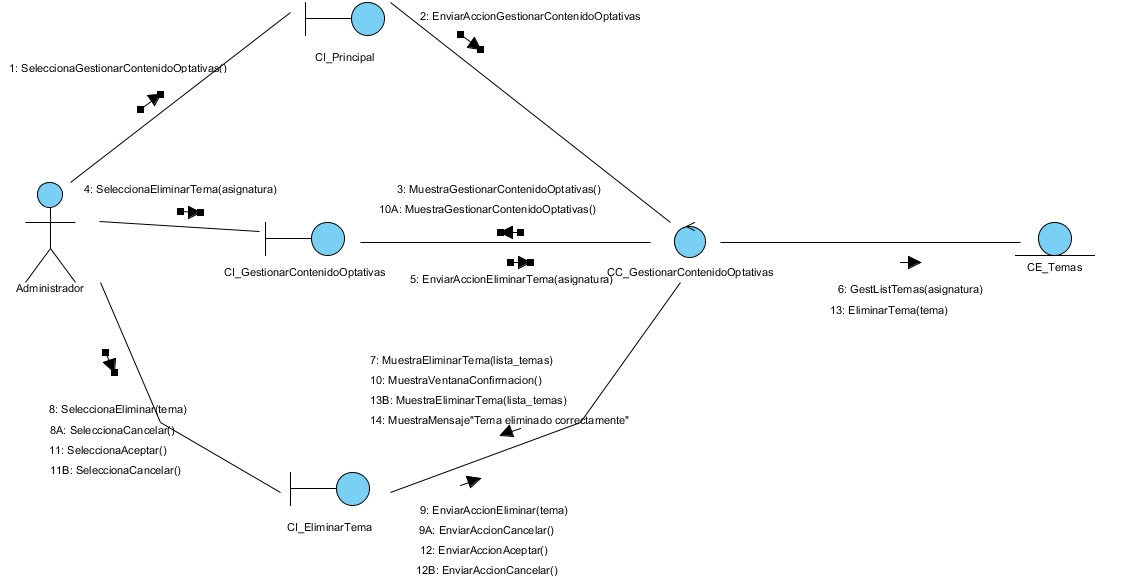 2: EnviarAccionGestionarContenidoOptativas
CI_Principal
1: SeleccionaGestionarContenidoOptativas()
4: SeleccionaEliminarTema(asignatura)
3: MuestraGestionarContenidoOptativas()
10A: MuestraGestionarContenidoOptativas()
CI_GestionarContenidoOptativas
5: EnviarAccionEliminarTema(asignatura)
CC_GestionarContenidoOptativas
CE_Temas
Administrador
6: GestListTemas(asignatura)
13: EliminarTema(tema)
7: MuestraEliminarTema(lista_temas)
10: MuestraVentanaConfirmacion()
13B: MuestraEliminarTema(lista_temas)
14: MuestraMensaje"Tema eliminado correctamente"
8: SeleccionaEliminar(tema)
8A: SeleccionaCancelar()
11: SeleccionaAceptar()
11B: SeleccionaCancelar()
CI_EliminarTema
9: EnviarAccionEliminar(tema)
9A: EnviarAccionCancelar()
12: EnviarAccionAceptar()
12B: EnviarAccionCancelar()